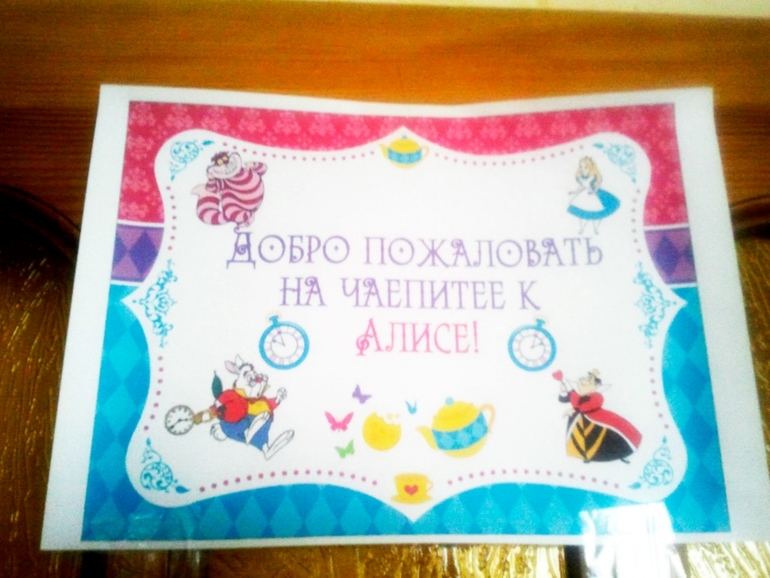 Добро пожаловать
на чаепитее к
Алисе!